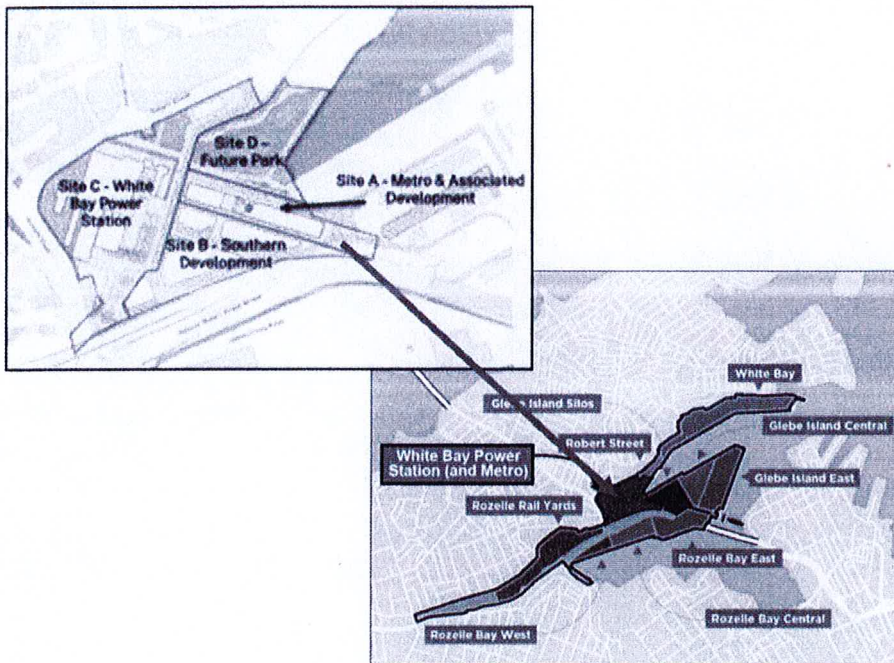 Site D –
Future Park
Site C - White
Bay Power
Station
Site A - Metro & Associated
Development
Site B - Southern
Development
White Bay
Glebe Island Silos
Glebe Island Central
Robert Street
White Bay Power
Station (and Metro)
Glebe Island East
Rozelle Rail Yards
Rozelle Bay East
Rozelle Bay Central
Rozelle Bay West